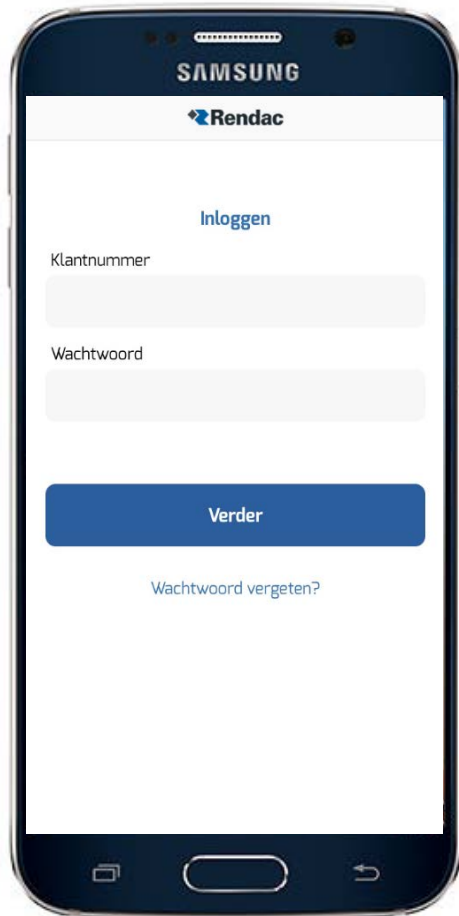 SAMSUNG
Rendac
Inloggen
Klantnummer
Wachtwoord
Verder
Wachtwoord vergeten?